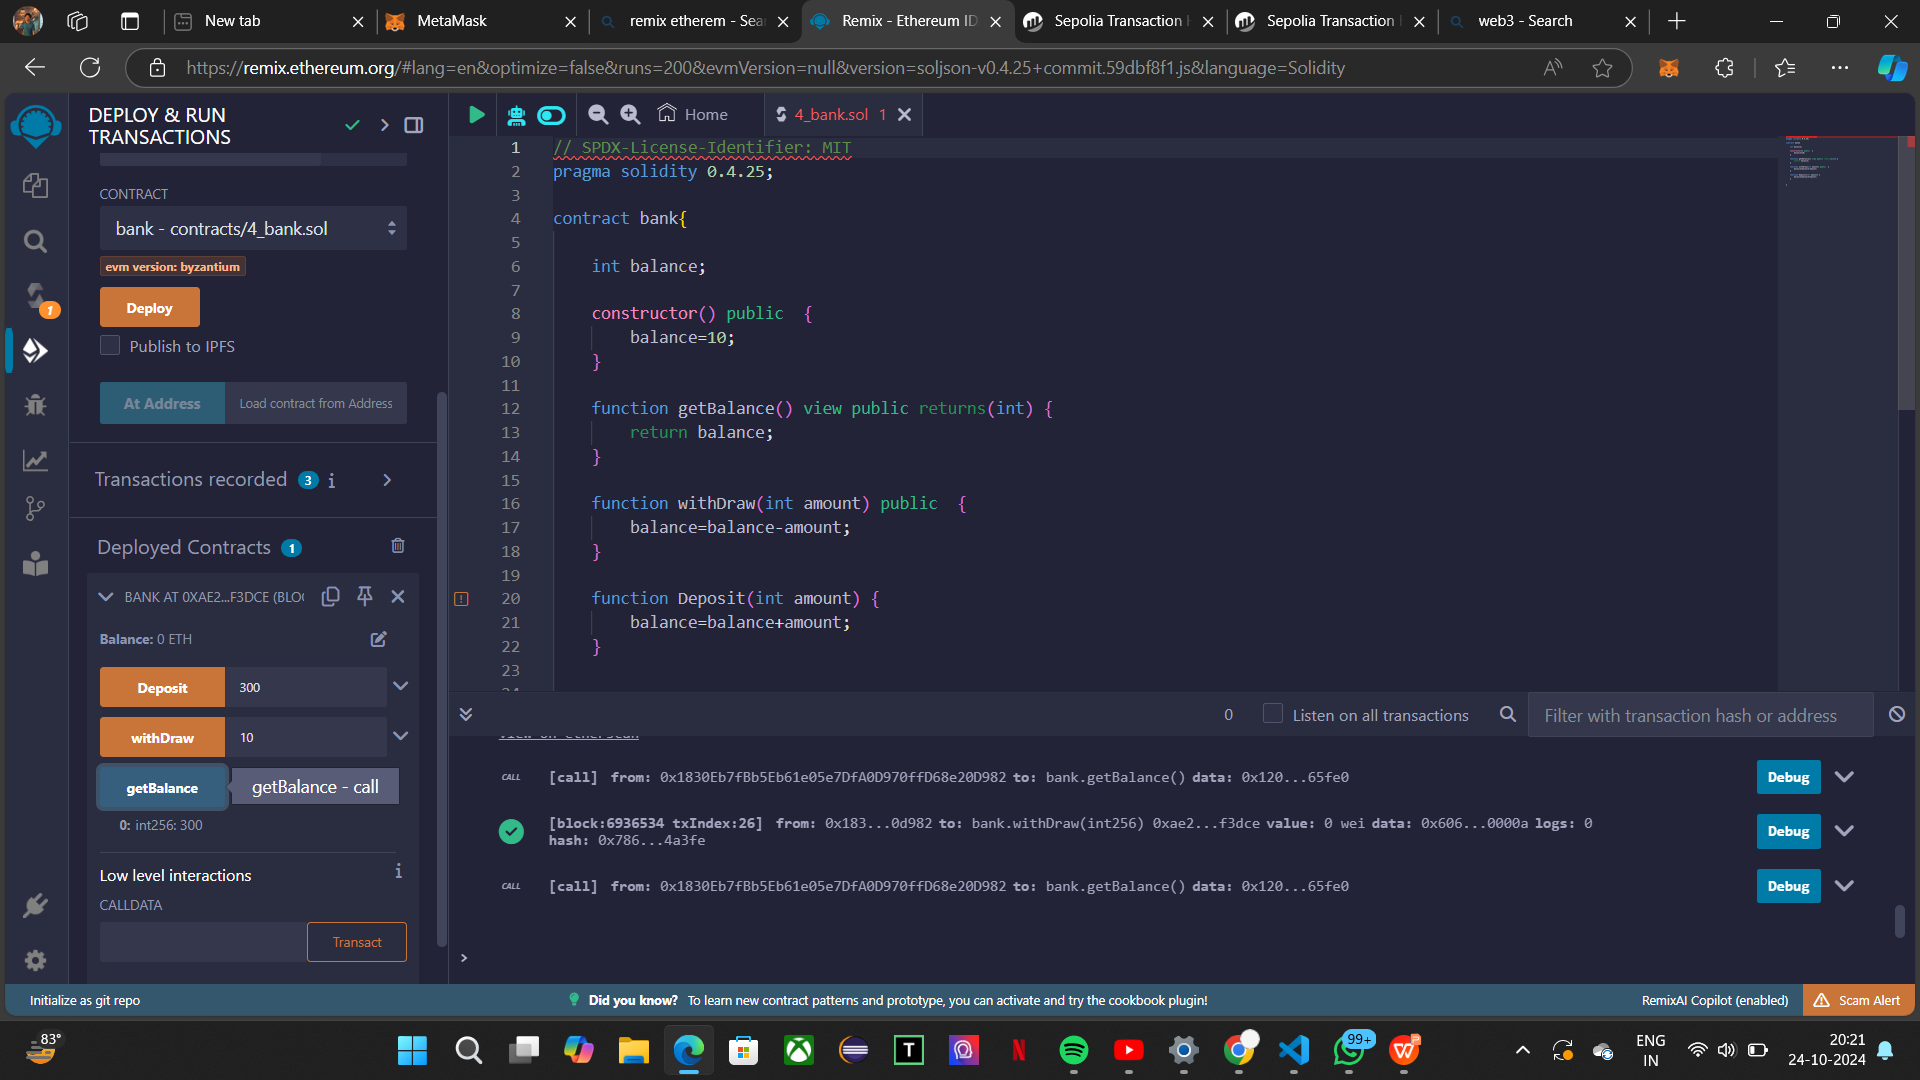 New tab
MetaMask
remix etherem - Sea
Remix - Ethereum ID
Sepolia Transaction H
Sepolia Transaction
web3 - Search
https://remix.ethereum.org/#lang=en&optimize=false&runs=200&evmVersion=null&version=soljson-v0.4.25+commit.59dbf8f1.js&language=Solidity
DEPLOY & RUN
TRANSACTIONS
CONTRACT
bank - contracts/4_bank.sol
evm version: byzantium
Deploy
Publish to IPFS
At Address
Load contract from Address
Transactions recorded 3 i
Deployed Contracts 1
BANK AT 0XAE2...F3DCE (BLO
Balance: 0 ETH
Deposit 300
withDraw 10
getBalance
getBalance - call
0: int256: 300
Low level interactions i
CALLDATA
Transact
1
Home
4_bank.sol 1
1 // SPDX-License-Identifier: MIT
2 pragma solidity 0.4.25;
3
4 contract bank{
5
6 int balance;
7
8 constructor() public  {
9 balance=10;
10 }
11
12 function getBalance() view public returns(int) {
13 return balance;
14 }
15
16 function withDraw(int amount) public  {
17 balance=balance-amount;
18 }
19
20 function Deposit(int amount) {
21 balance=balance+amount;
22 }
23
24
0
Listen on all transactions
Filter with transaction hash or address
view on etherscan
CALL [call] from: 0x1830Eb7fBb5Eb61e05e7DfA0D970ffD68e20D982 to: bank.getBalance() data: 0x120...65fe0 Debug
[block:6936534 txIndex:26] from: 0x183...0d982 to: bank.withDraw(int256) 0xae2...f3dce value: 0 wei data: 0x606...0000a logs: 0
hash: 0x786...4a3fe
Debug
CALL [call] from: 0x1830Eb7fBb5Eb61e05e7DfA0D970ffD68e20D982 to: bank.getBalance() data: 0x120...65fe0 Debug
>
Initialize as git repo
Did you know? To learn new contract patterns and prototype, you can activate and try the cookbook plugin!
RemixAI Copilot (enabled)
Scam Alert
83°
T
N
99+
W
P
ENG
IN
20:21
24-10-2024